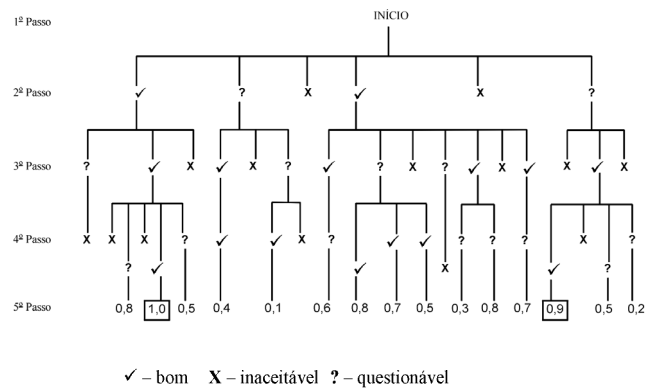 INÍCIO
1º Passo
2º Passo ✓ ? X ✓ X ?
3º Passo ? ✓ X ✓ X ? ✓ ? X ? ✓ X ✓ X ✓ X
4º Passo X X X ? ✓ ✓ X ? ✓ ✓ ? ? ? X ?
? ✓ ✓ X ✓ ?
5º Passo 0,8 1,0 0,5 0,4 0,1 0,6 0,8 0,7 0,5 0,3 0,8 0,7 0,9 0,5 0,2
✓ – bom X – inaceitável ? – questionável